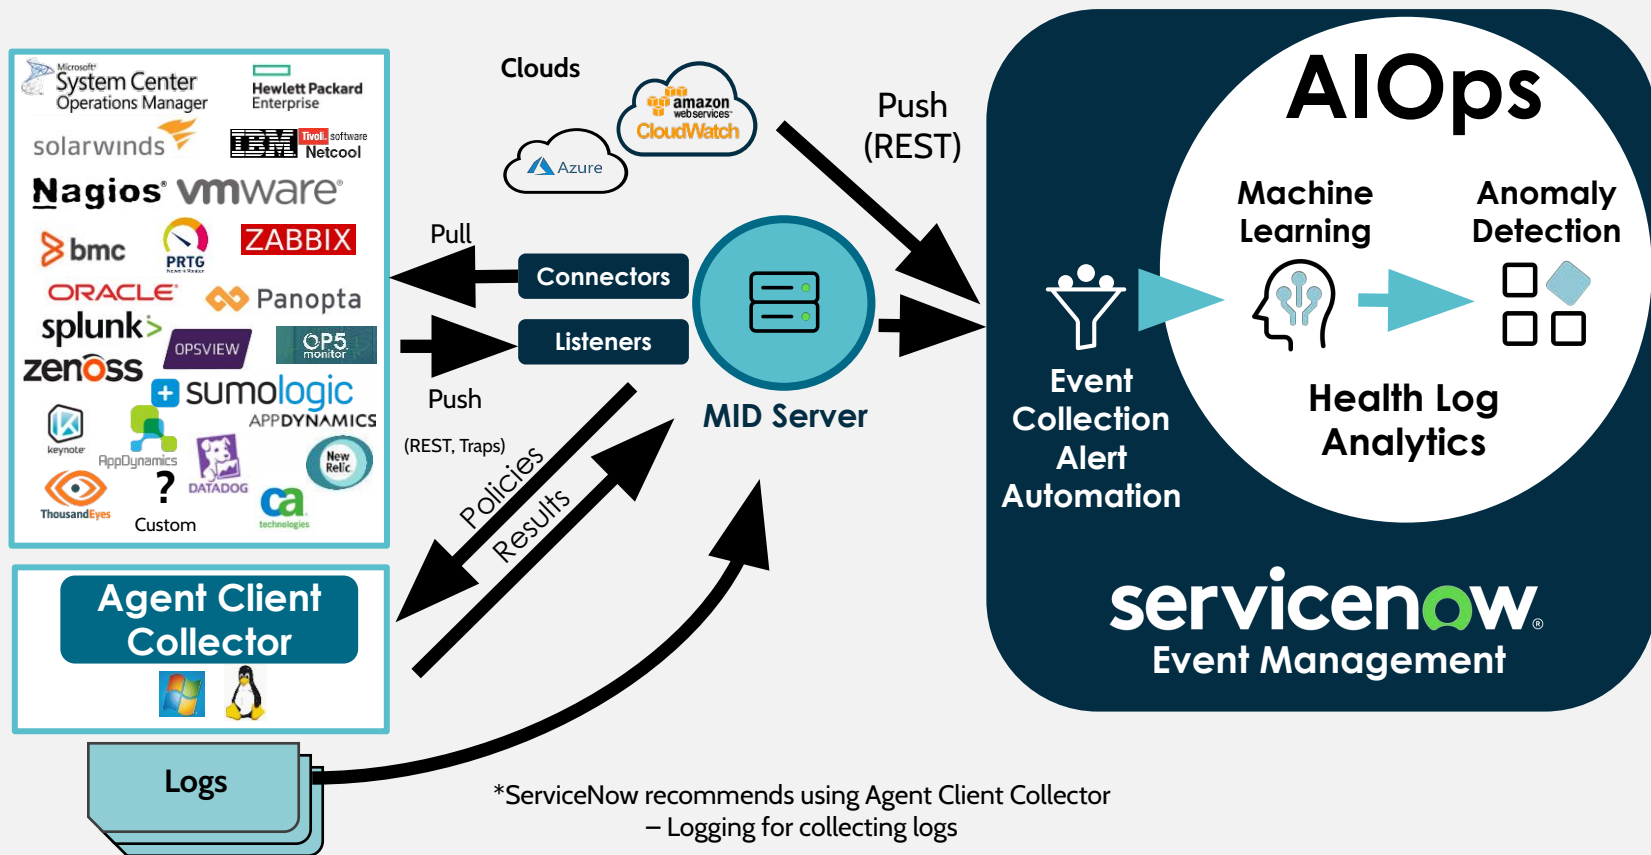 Microsoft®
System Center
Operations Manager
Hewlett Packard
Enterprise
solarwinds
IBM Tivoli. software
Netcool
Nagios® vmware®
bmc
PRTG
Network Monitor
ZABBIX
ORACLE®
Panopta
splunk>
OPSVIEW
OP5
monitor
zenoss
sumologic
keynote
AppDynamics
APPDYNAMICS
DATADOG
New
Relic
ThousandEyes
?
Custom
ca
technologies
Agent Client
Collector
Logs
Clouds
amazon
webservices™
CloudWatch
Azure
Push
(REST)
Pull
Connectors
Listeners
Push
(REST, Traps)
MID Server
Policies
Results
*ServiceNow recommends using Agent Client Collector
– Logging for collecting logs
AIOps
Machine
Learning
Anomaly
Detection
Event
Collection
Alert
Automation
Health Log
Analytics
servicenow®
Event Management